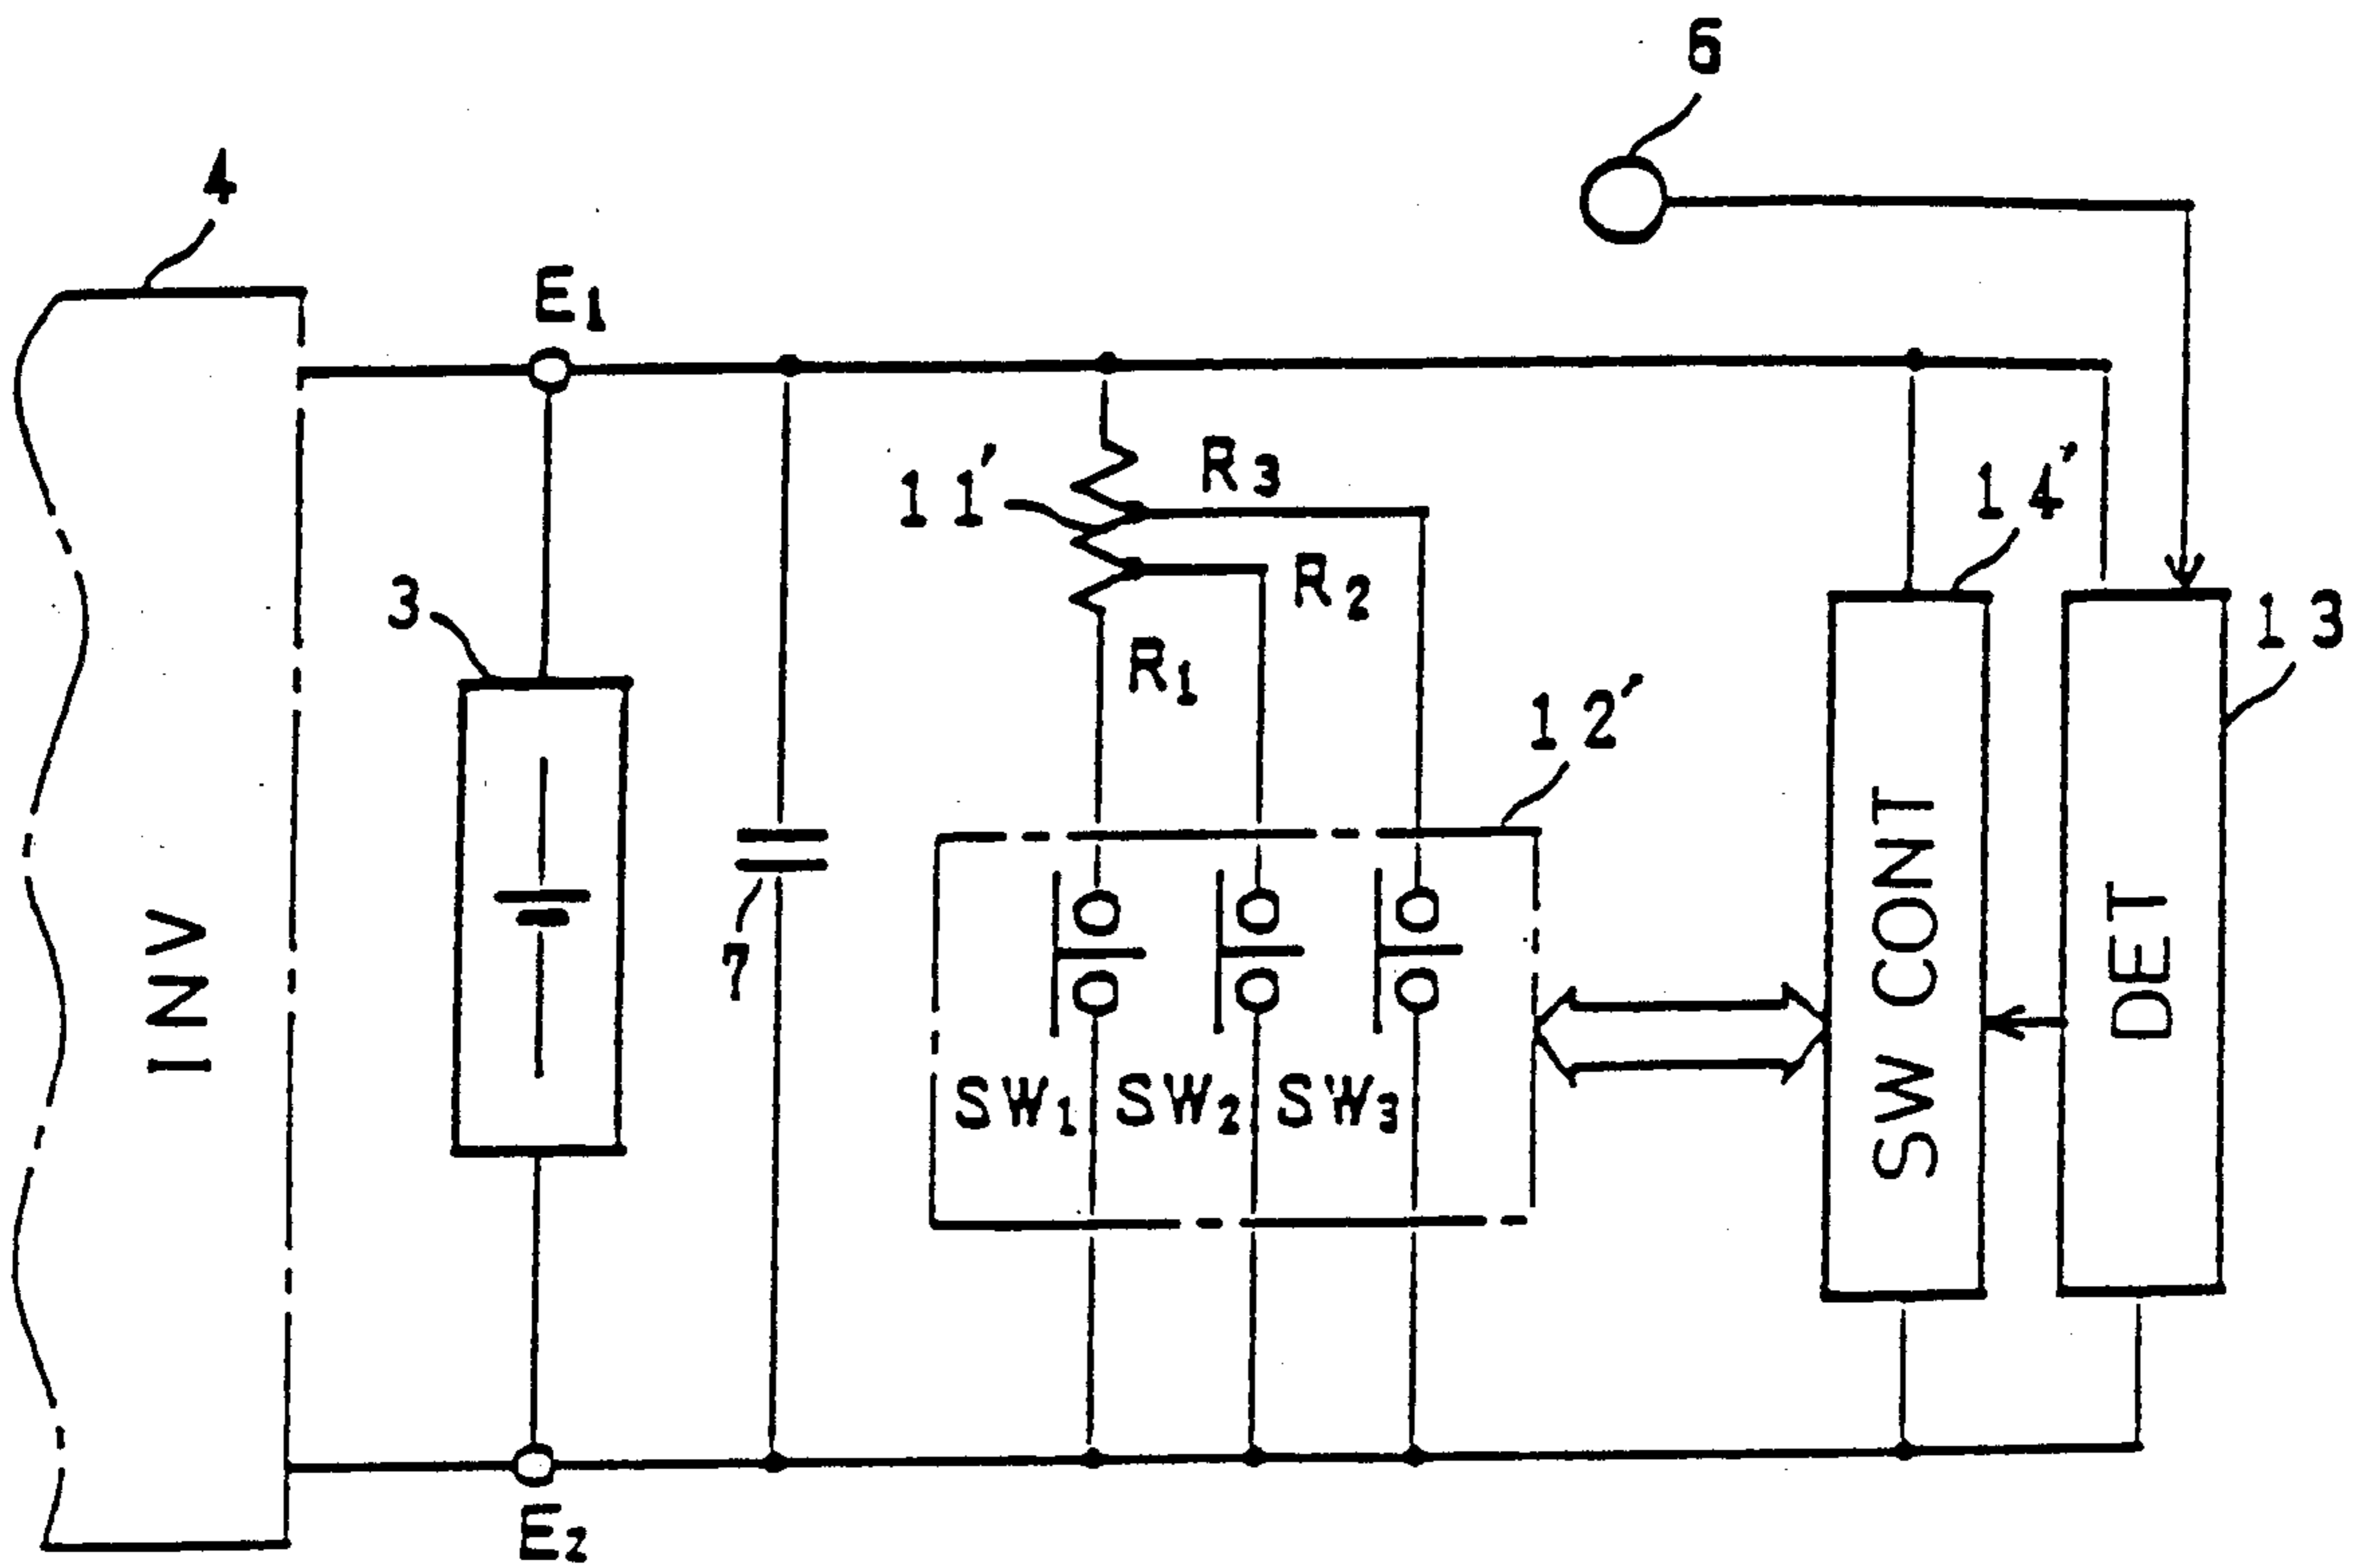 6
4
E1
11'
R3
14'
R2
3
13
R1
12'
7
INV
SW1 SW2 SW3
SW CONT
DET
E2